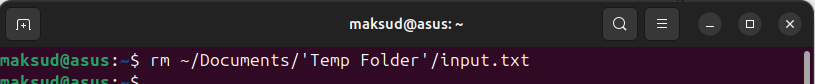 maksud@asus: ~
maksud@asus:~$ rm ~/Documents/'Temp Folder'/input.txt
maksud@asus:~$